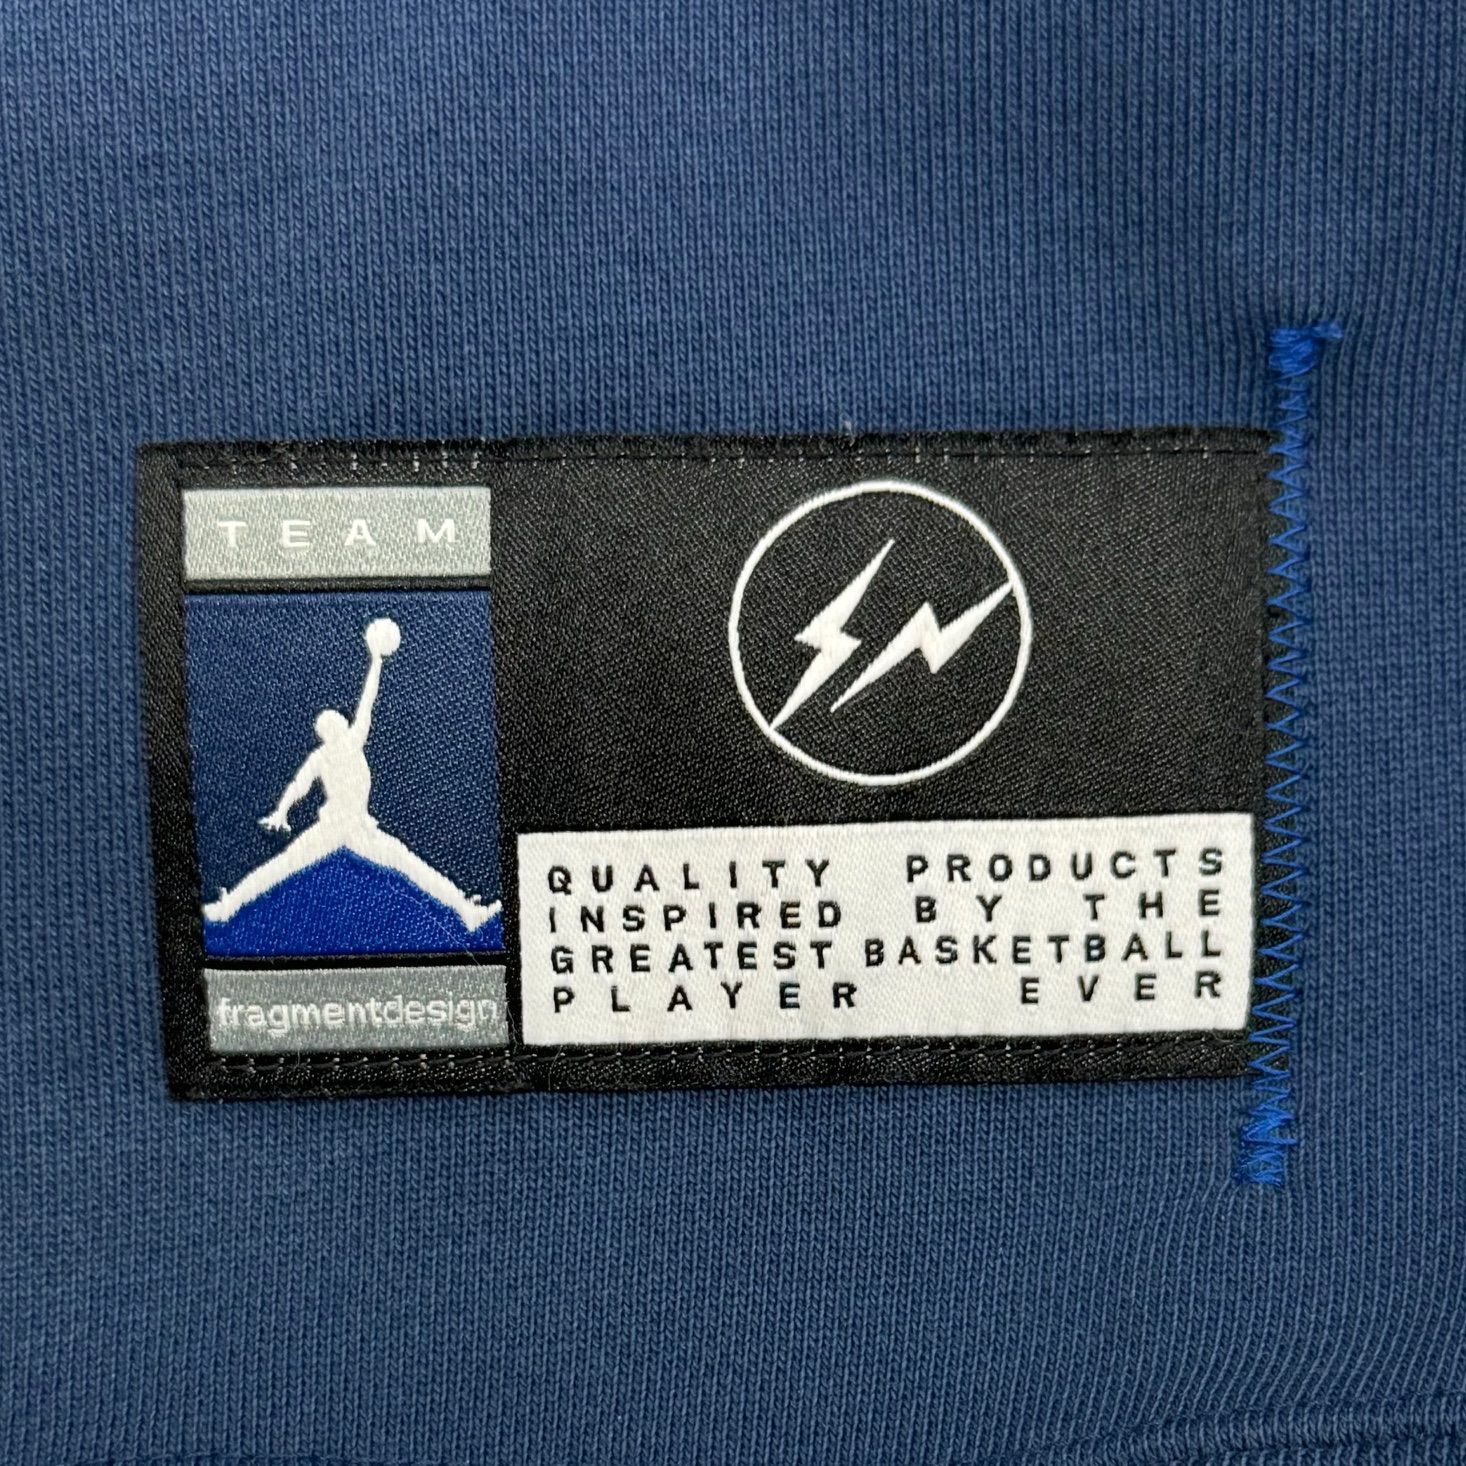 TEAM
fragmentdesign
QUALITY PRODUCTS
INSPIRED BY THE
GREATEST BASKETBALL
PLAYER EVER